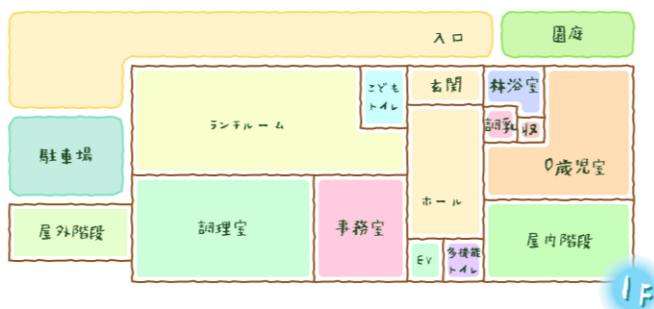 入口
園庭
こども
トイレ
玄関
沐浴室
ランチルーム
調乳
収
駐車場
0歳児室
ホール
屋外階段
調理室
事務室
屋内階段
EV
多機能
トイレ
1F